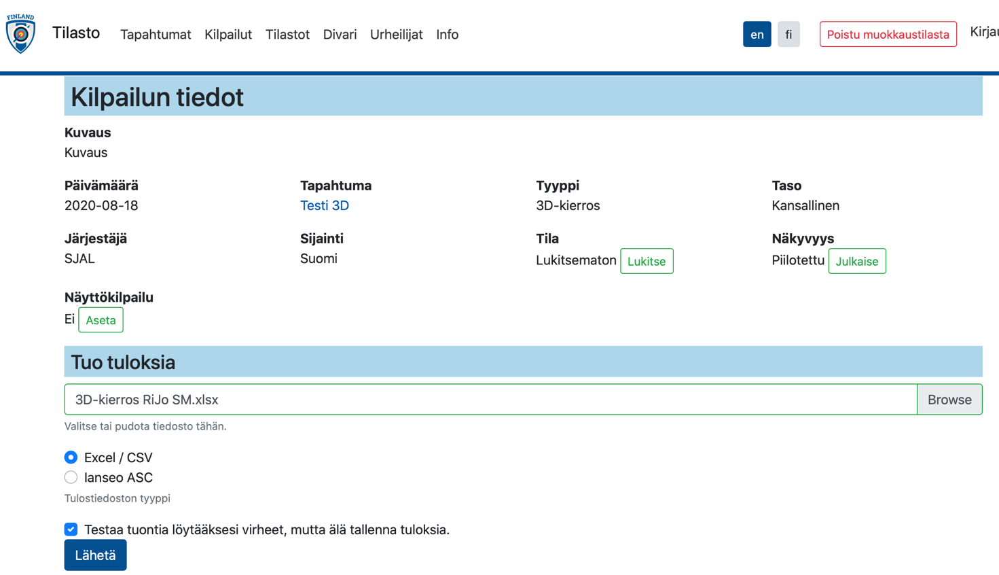 FINLAND
Tilasto Tapahtumat Kilpailut Tilastot Divari Urheilijat Info en fi Poistu muokkaustilasta Kirjau
Kilpailun tiedot
Kuvaus
Kuvaus
Päivämäärä Tapahtuma Tyyppi Taso
2020-08-18 Testi 3D 3D-kierros Kansallinen
Järjestäjä Sijainti Tila Näkyvyys
SJAL Suomi Lukitsematon Lukitse Piilotettu Julkaise
Näyttökilpailu
Ei Aseta
Tuo tuloksia
3D-kierros RiJo SM.xlsx Browse
Valitse tai pudota tiedosto tähän.
Excel / CSV
Ianseo ASC
Tulostiedoston tyyppi
Testaa tuontia löytääksesi virheet, mutta älä tallenna tuloksia.
Lähetä